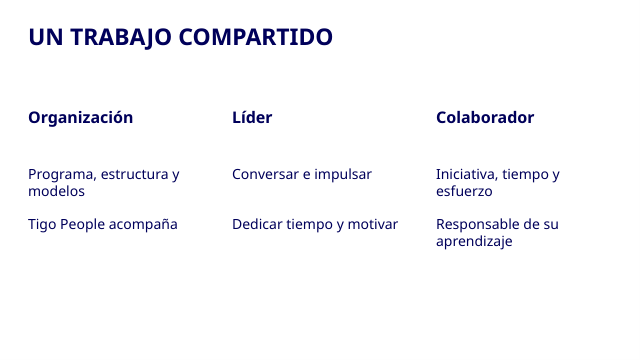 UN TRABAJO COMPARTIDO
Organización
Programa, estructura y
modelos
Tigo People acompaña
Líder
Conversar e impulsar
Dedicar tiempo y motivar
Colaborador
Iniciativa, tiempo y
esfuerzo
Responsable de su
aprendizaje